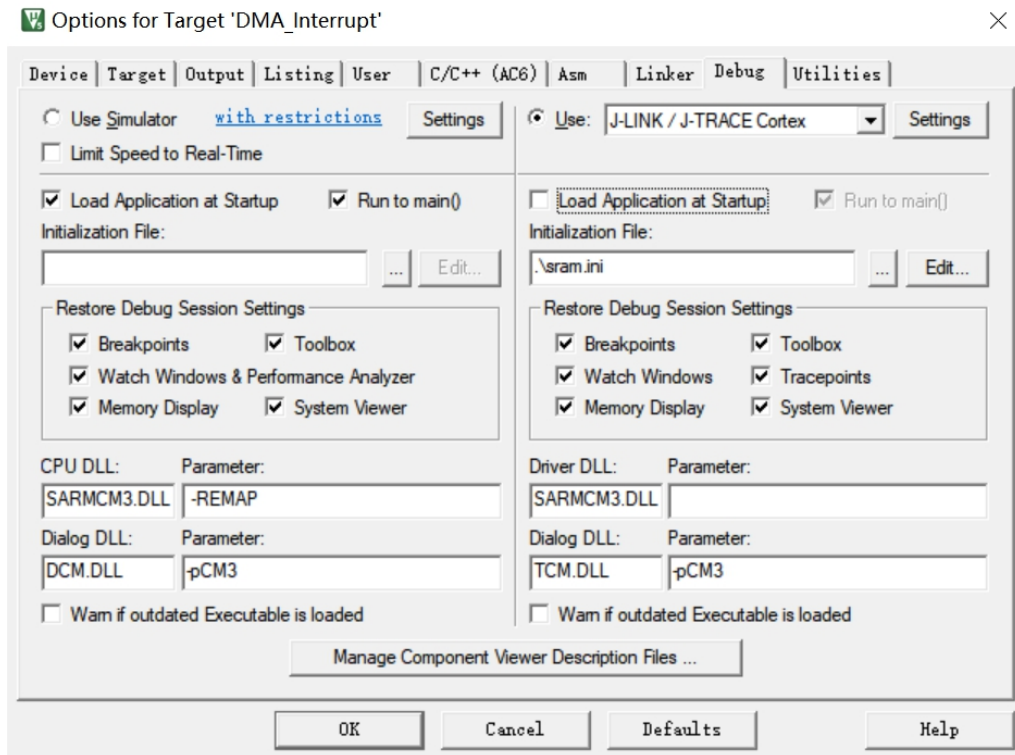 Options for Target 'DMA_Interrupt'
Device Target Output Listing User C/C++ (AC6) Asm Linker Debug Utilities
Use Simulator with restrictions Settings
Limit Speed to Real-Time
Use: J-LINK / J-TRACE Cortex Settings
Load Application at Startup Run to main()
Initialization File:
... Edit...
Load Application at Startup Run to main()
Initialization File:
.\sram.ini ... Edit...
Restore Debug Session Settings
Breakpoints Toolbox
Watch Windows & Performance Analyzer
Memory Display System Viewer
Restore Debug Session Settings
Breakpoints Toolbox
Watch Windows Tracepoints
Memory Display System Viewer
CPU DLL: Parameter:
SARMCM3.DLL -REMAP
Dialog DLL: Parameter:
DCM.DLL -pCM3
Warn if outdated Executable is loaded
Driver DLL: Parameter:
SARMCM3.DLL
Dialog DLL: Parameter:
TCM.DLL -pCM3
Warn if outdated Executable is loaded
Manage Component Viewer Description Files ...
OK Cancel Defaults Help